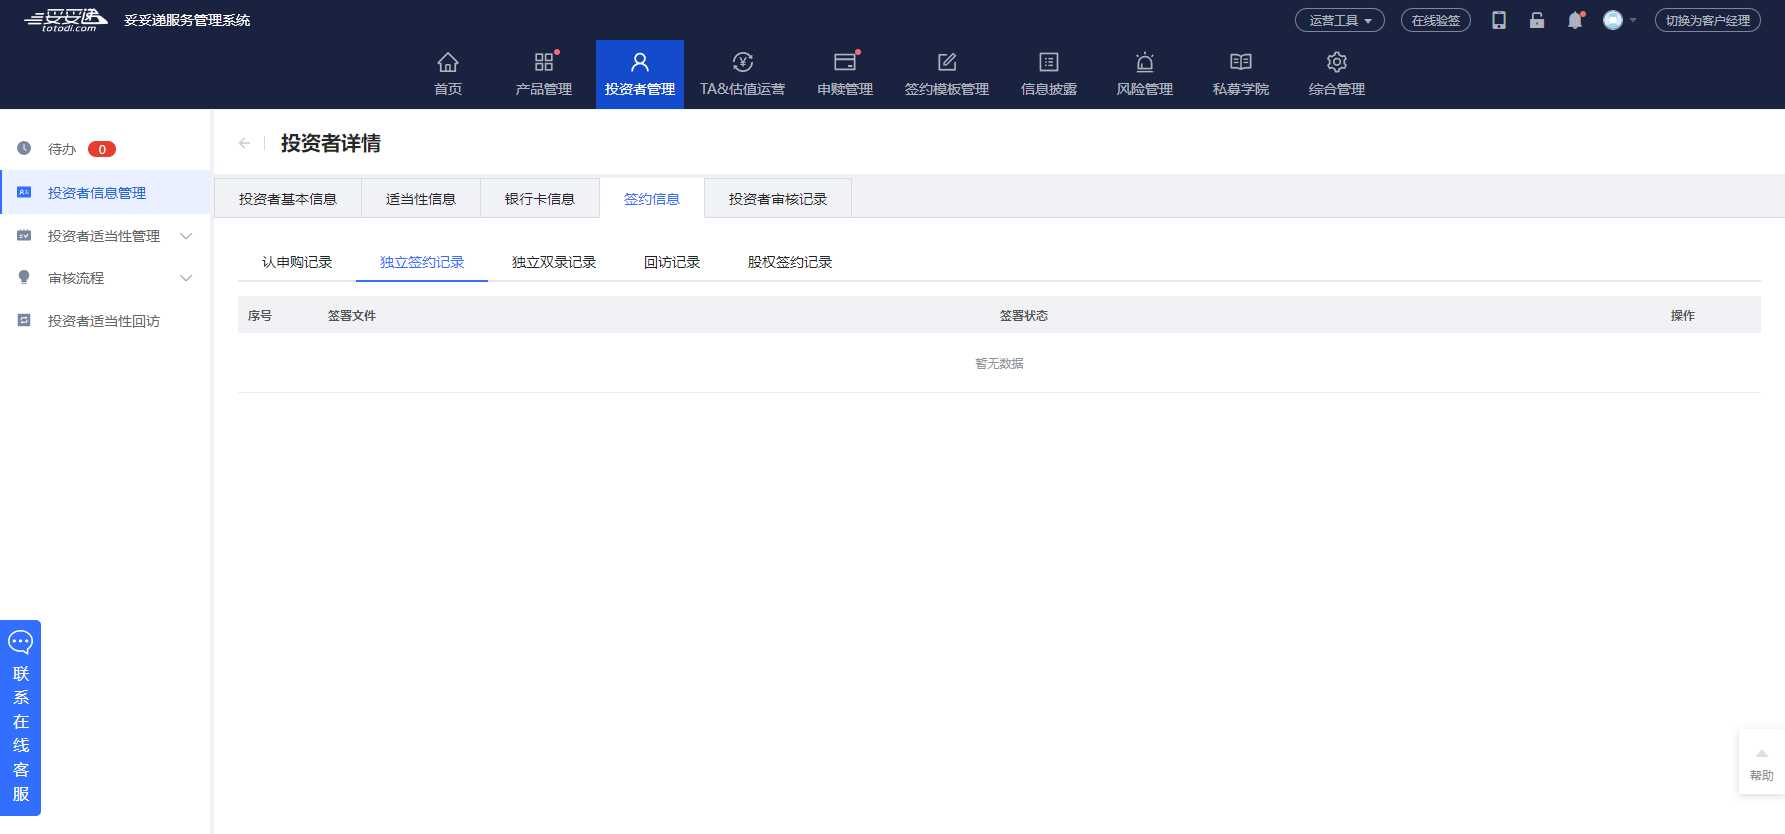 妥妥递
totodi.com
妥妥递服务管理系统
运营工具
在线验签
切换为客户经理
首页
产品管理
投资者管理
TA&估值运营
申赎管理
签约模板管理
信息披露
风险管理
私募学院
综合管理
待办 0
投资者信息管理
投资者适当性管理
审核流程
投资者适当性回访
投资者详情
投资者基本信息
适当性信息
银行卡信息
签约信息
投资者审核记录
认申购记录
独立签约记录
独立双录记录
回访记录
股权签约记录
序号 签署文件 签署状态 操作
暂无数据
联系在线客服
帮助